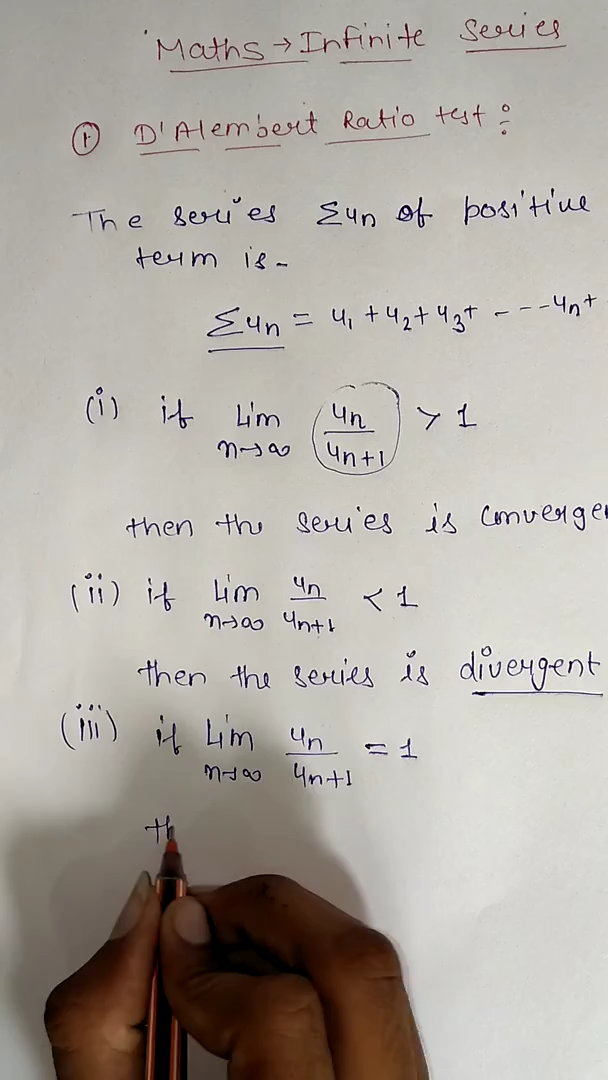 Maths → Infinite Series
① D'Alembert Ratio test :
The series Σun of positive
term is -
Σun = u1 + u2 + u3 + ---- un +
(i) if Lim n→∞ un/un+1 > 1
then the series is converge
(ii) if Lim n→∞ un/un+1 < 1
then the series is divergent
(iii) if Lim n→∞ un/un+1 = 1
th